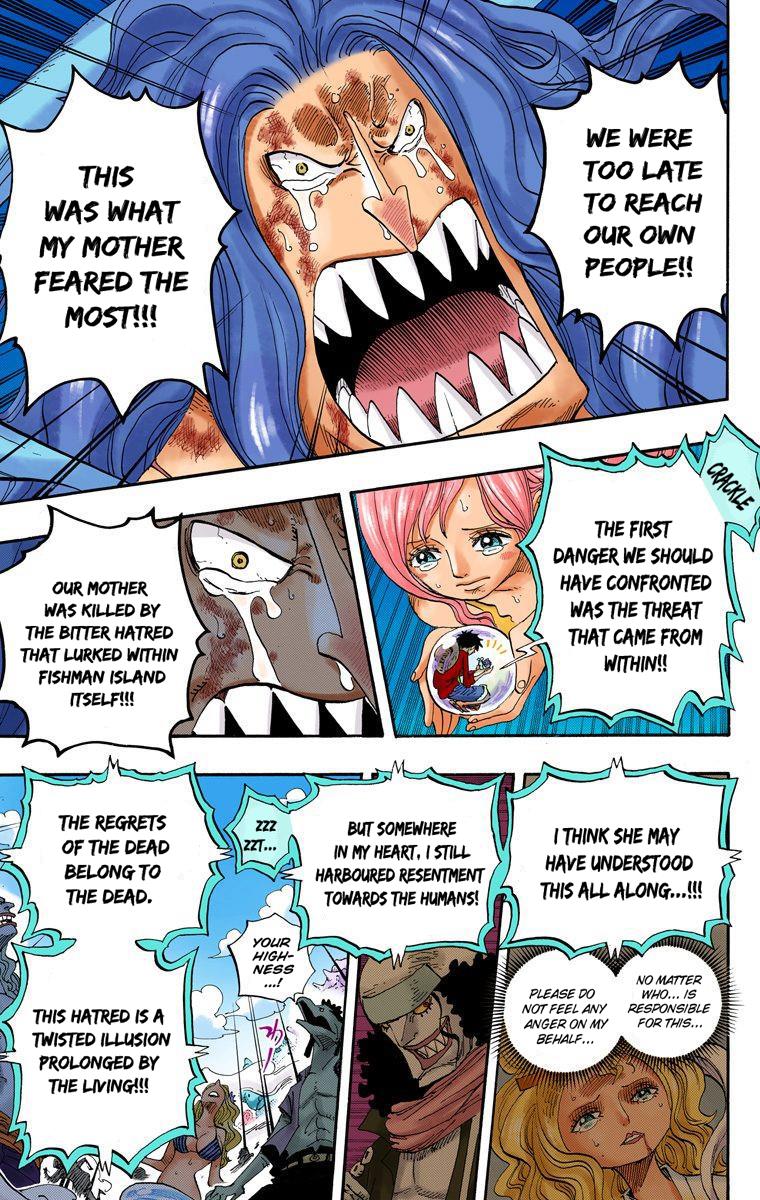 WE WERE
TOO LATE
TO REACH
OUR OWN
PEOPLE!!
THIS
WAS WHAT
MY MOTHER
FEARED THE
MOST!!!
CRACKLE
THE FIRST
DANGER WE SHOULD
HAVE CONFRONTED
WAS THE THREAT
THAT CAME FROM
WITHIN!!
OUR MOTHER
WAS KILLED BY
THE BITTER HATRED
THAT LURKED WITHIN
FISHMAN ISLAND
ITSELF!!!
I THINK SHE MAY
HAVE UNDERSTOOD
THIS ALL ALONG...!!!
NO MATTER
WHO... IS
RESPONSIBLE
FOR THIS...
PLEASE DO
NOT FEEL ANY
ANGER ON MY
BEHALF...
BUT SOMEWHERE
IN MY HEART, I STILL
HARBOURED RESENTMENT
TOWARDS THE HUMANS!
ZZZ
ZZT...
YOUR
HIGH-
NESS
...!
THE REGRETS
OF THE DEAD
BELONG TO
THE DEAD.
THIS HATRED IS A
TWISTED ILLUSION
PROLONGED BY
THE LIVING!!!